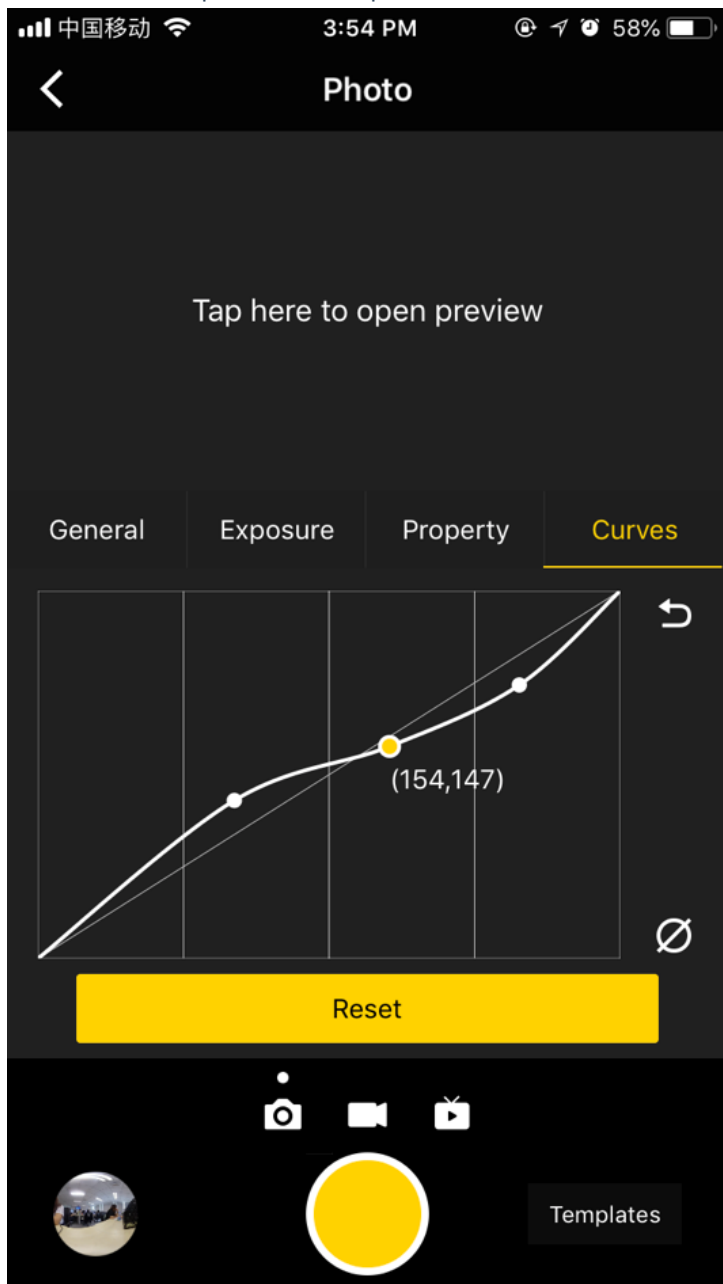 中国移动 3:54 PM 58%
Photo
Tap here to open preview
General Exposure Property Curves
(154,147)
Reset
Templates